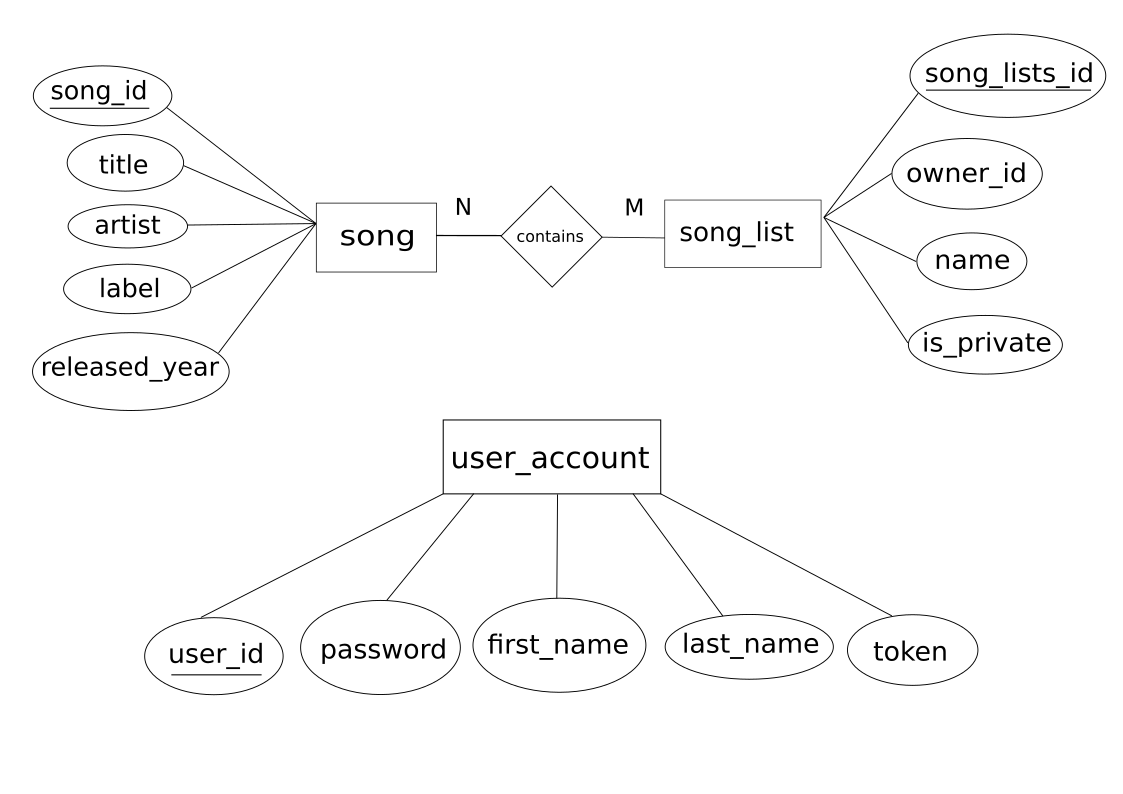 song_id
title
artist
label
released_year
song
N
contains
M
song_list
song_lists_id
owner_id
name
is_private
user_account
user_id
password
first_name
last_name
token